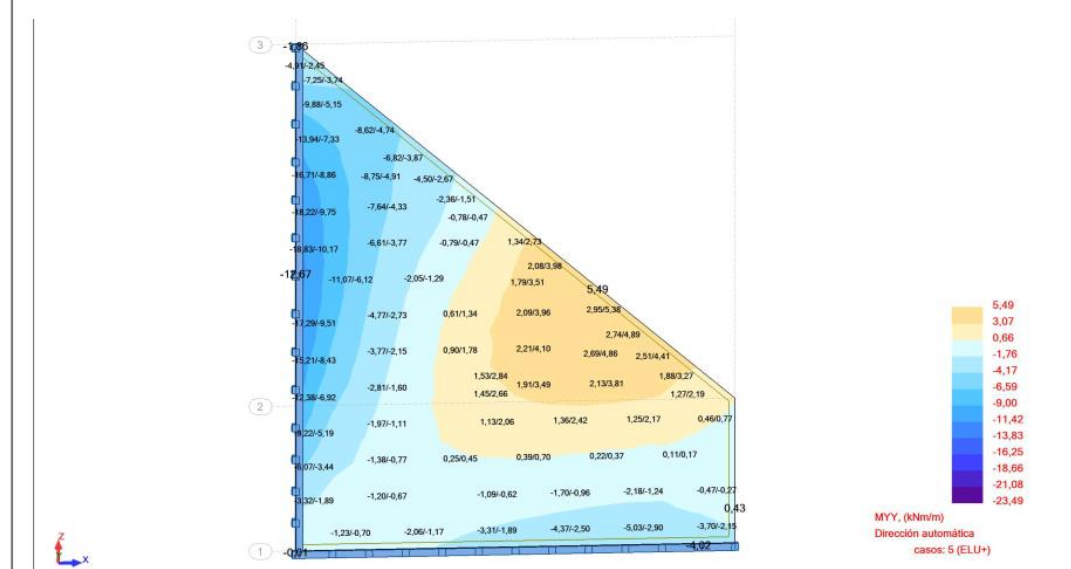 3
-1,86
-4,91/-2,45
-7,25/-3,74
-9,88/-5,15
-8,62/-4,74
-13,94/-7,33
-6,82/-3,87
-16,71/-8,86 -8,75/-4,91 -4,50/-2,67
-2,36/-1,51
-18,22/-9,75 -7,64/-4,33
-0,78/-0,47
-18,83/-10,17 -6,61/-3,77 -0,79/-0,47 1,34/2,73
2,08/3,98
-12,67 -11,07/-6,12 -2,05/-1,29 1,79/3,51
5,49
-17,29/-9,51 -4,77/-2,73 0,61/1,34 2,09/3,96 2,95/5,38
2,74/4,89
-15,21/-8,43 -3,77/-2,15 0,90/1,78 2,21/4,10 2,69/4,86 2,51/4,41
1,53/2,84 1,88/3,27
-12,38/-6,92 -2,81/-1,60 1,45/2,66 1,91/3,49 2,13/3,81 1,27/2,19
2
-9,22/-5,19 -1,97/-1,11 1,13/2,06 1,36/2,42 1,25/2,17 0,46/0,77
-6,07/-3,44 -1,38/-0,77 0,25/0,45 0,39/0,70 0,22/0,37 0,11/0,17
-3,32/-1,89 -1,20/-0,67 -1,09/-0,62 -1,70/-0,96 -2,18/-1,24 -0,47/-0,27
0,43
-1,23/-0,70 -2,06/-1,17 -3,31/-1,89 -4,37/-2,50 -5,03/-2,90 -3,70/-2,15
1
-0,01
-4,02
Z
X
5,49
3,07
0,66
-1,76
-4,17
-6,59
-9,00
-11,42
-13,83
-16,25
-18,66
-21,08
-23,49
MYY, (kNm/m)
Dirección automática
casos: 5 (ELU+)